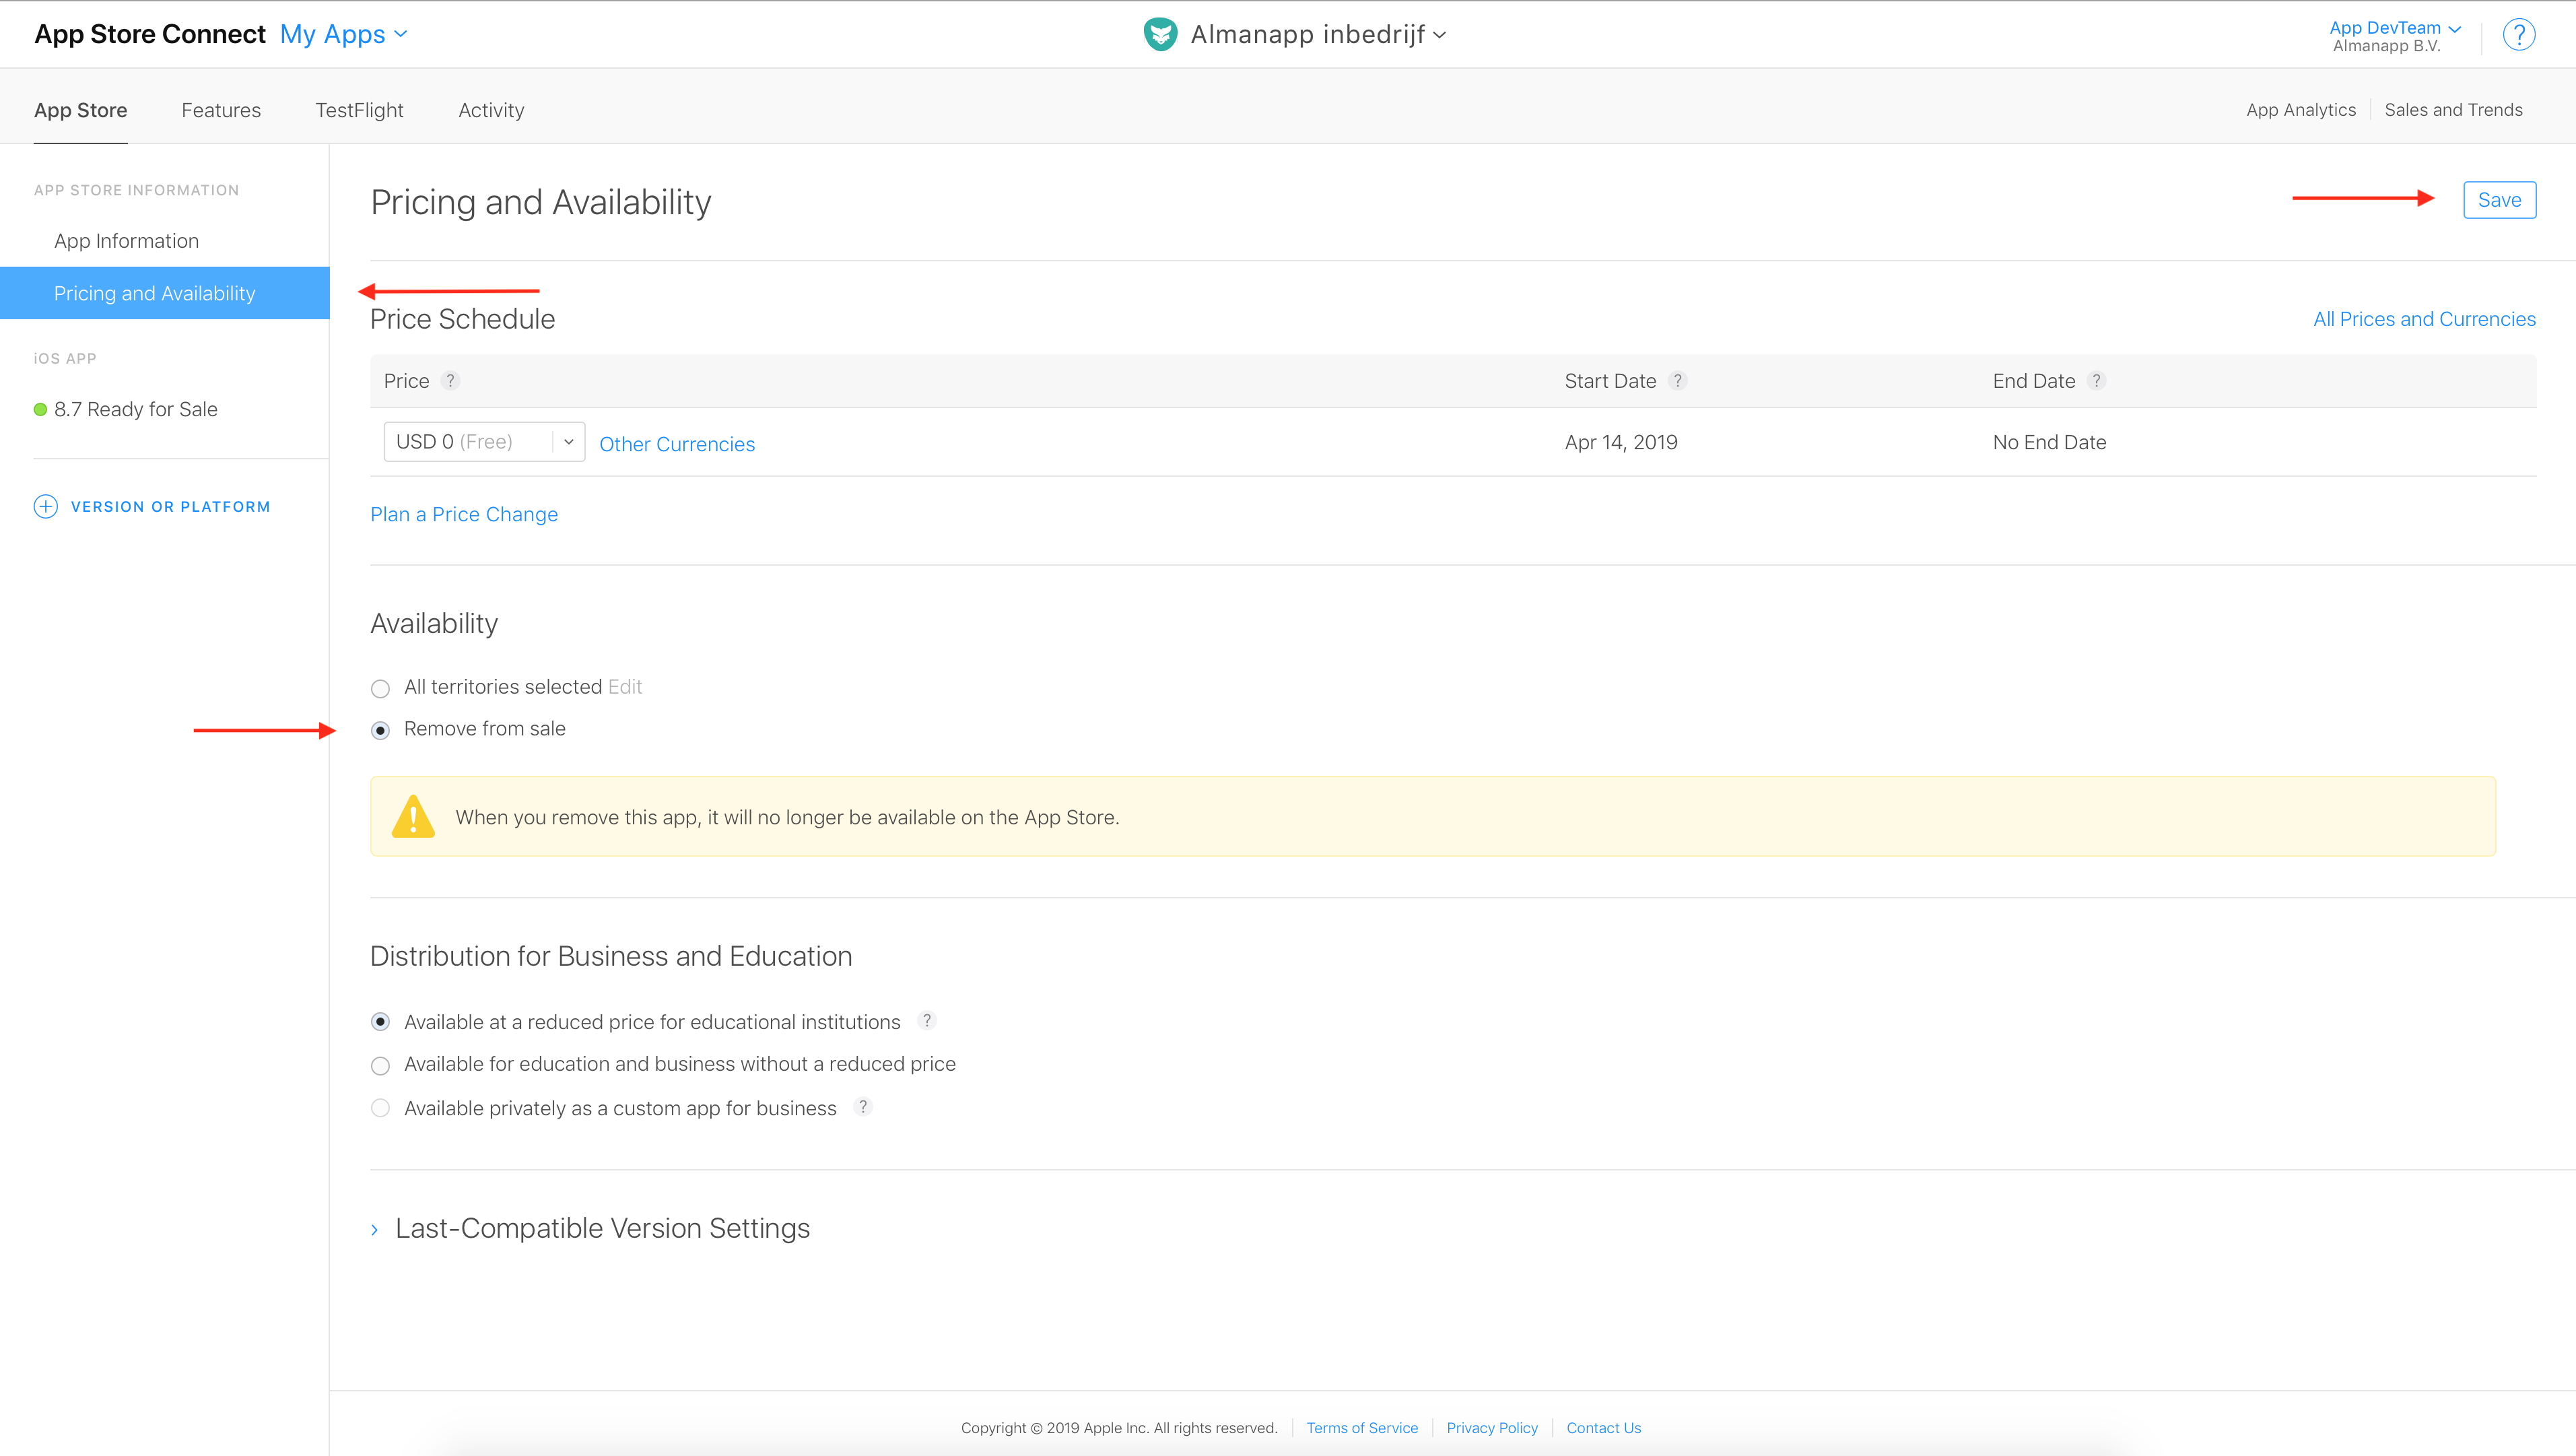 App Store Connect My Apps
Almanapp inbedrijf
App DevTeam
Almanapp B.V.
?
App Store Features TestFlight Activity
App Analytics Sales and Trends
APP STORE INFORMATION
App Information
Pricing and Availability
iOS APP
8.7 Ready for Sale
VERSION OR PLATFORM
Pricing and Availability
Save
Price Schedule
All Prices and Currencies
Price ? Start Date ? End Date ?
USD 0 (Free) Other Currencies Apr 14, 2019 No End Date
Plan a Price Change
Availability
All territories selected Edit
Remove from sale
When you remove this app, it will no longer be available on the App Store.
Distribution for Business and Education
Available at a reduced price for educational institutions ?
Available for education and business without a reduced price
Available privately as a custom app for business ?
Last-Compatible Version Settings
Copyright © 2019 Apple Inc. All rights reserved. Terms of Service Privacy Policy Contact Us